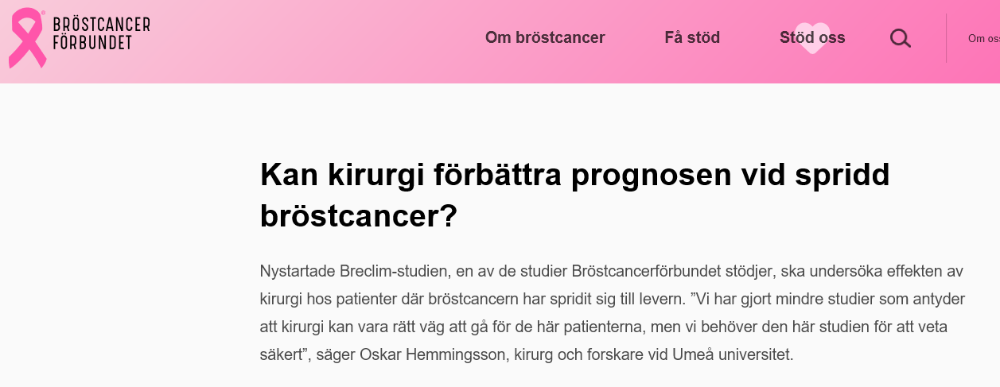 BRÖSTCANCER
FÖRBUNDET
Om bröstcancer
Få stöd
Stöd oss
Om oss
Kan kirurgi förbättra prognosen vid spridd
bröstcancer?
Nystartade Breclim-studien, en av de studier Bröstcancerförbundet stödjer, ska undersöka effekten av
kirurgi hos patienter där bröstcancern har spridit sig till levern. ”Vi har gjort mindre studier som antyder
att kirurgi kan vara rätt väg att gå för de här patienterna, men vi behöver den här studien för att veta
säkert”, säger Oskar Hemmingsson, kirurg och forskare vid Umeå universitet.